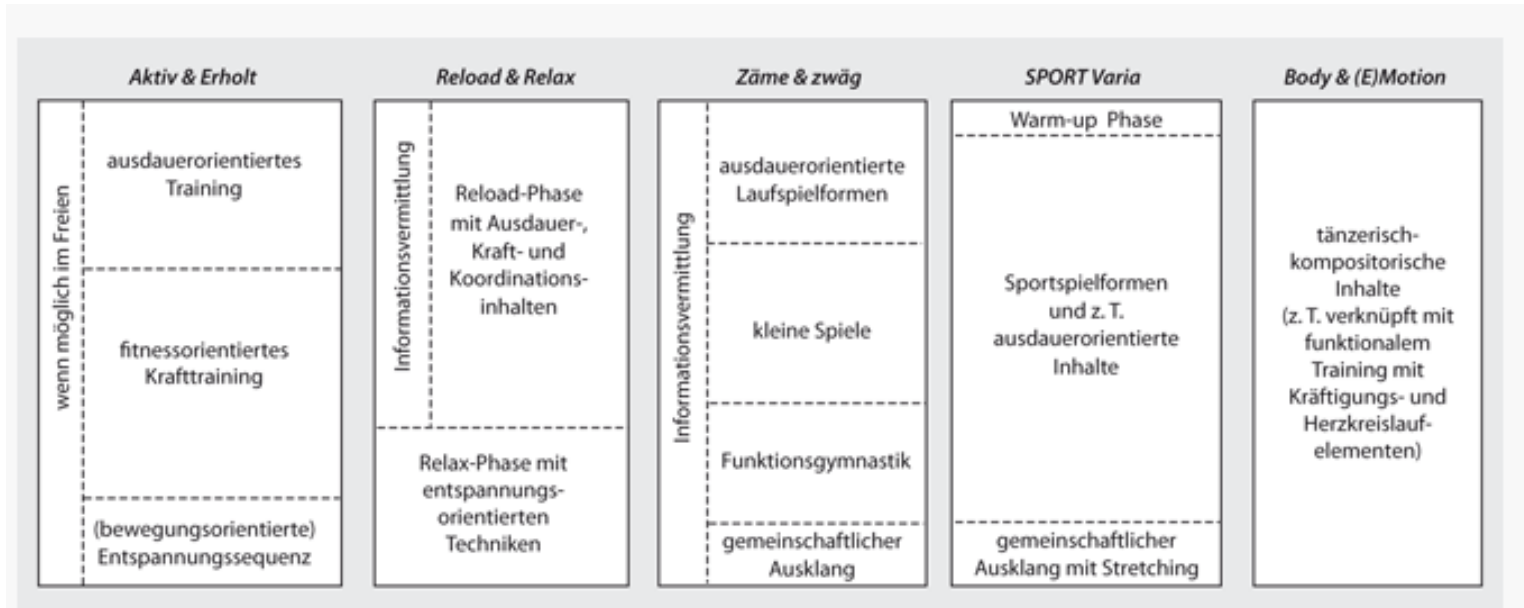 Aktiv & Erholt
wenn möglich im Freien
ausdauerorientiertes
Training
fitnessorientiertes
Krafttraining
(bewegungsorientierte)
Entspannungssequenz
Reload & Relax
Informationsvermittlung
Reload-Phase
mit Ausdauer-,
Kraft- und
Koordinations-
inhalten
Relax-Phase mit
entspannungs-
orientierten
Techniken
Zäme & zwäg
Informationsvermittlung
ausdauerorientierte
Laufspielformen
kleine Spiele
Funktionsgymnastik
gemeinschaftlicher
Ausklang
SPORT Varia
Warm-up Phase
Sportspielformen
und z. T.
ausdauerorientierte
Inhalte
gemeinschaftlicher
Ausklang mit Stretching
Body & (E)Motion
tänzerisch-
kompositorische
Inhalte
(z. T. verknüpft mit
funktionalem
Training mit
Kräftigungs- und
Herzkreislauf-
elementen)